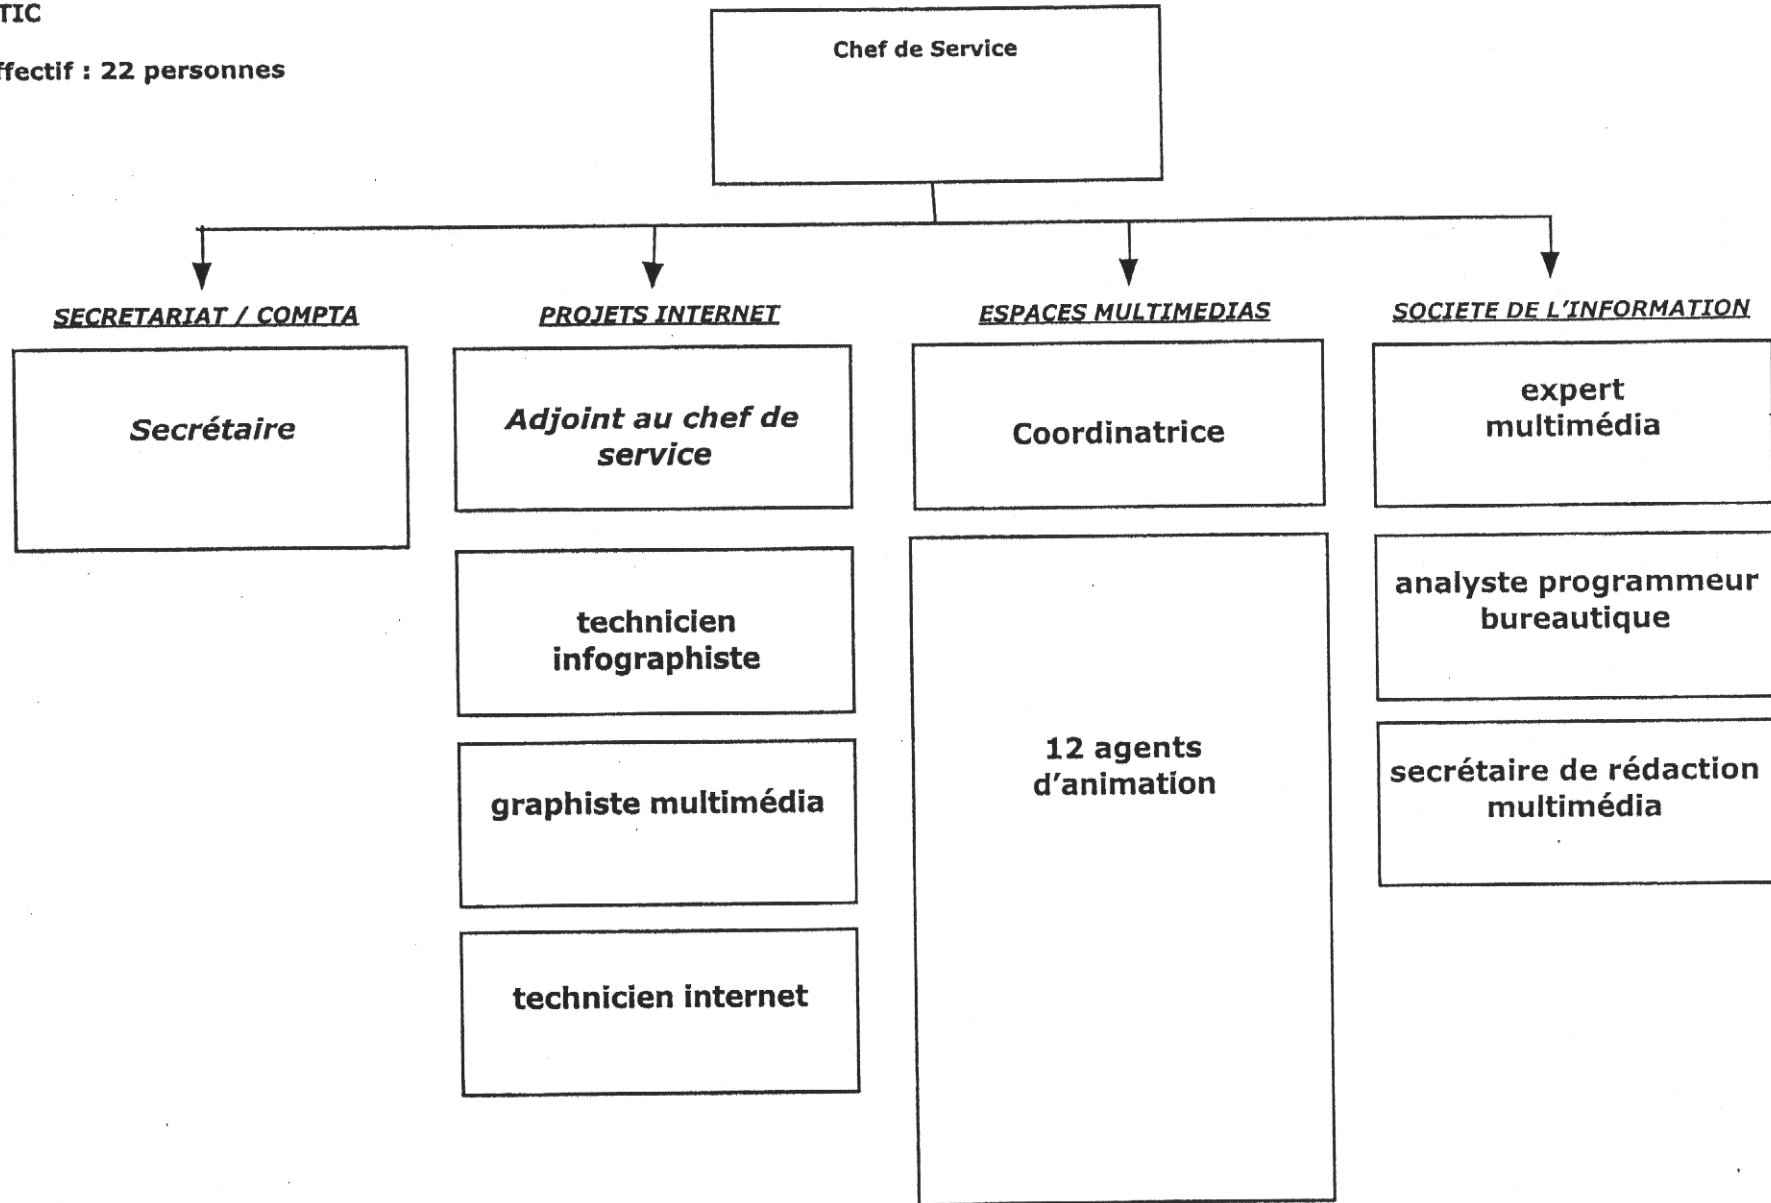 TIC
ffectif : 22 personnes
Chef de Service
SECRETARIAT / COMPTA
Secrétaire
PROJETS INTERNET
Adjoint au chef de
service
technicien
infographiste
graphiste multimédia
technicien internet
ESPACES MULTIMEDIAS
Coordinatrice
12 agents
d'animation
SOCIETE DE L'INFORMATION
expert
multimédia
analyste programmeur
bureautique
secrétaire de rédaction
multimédia